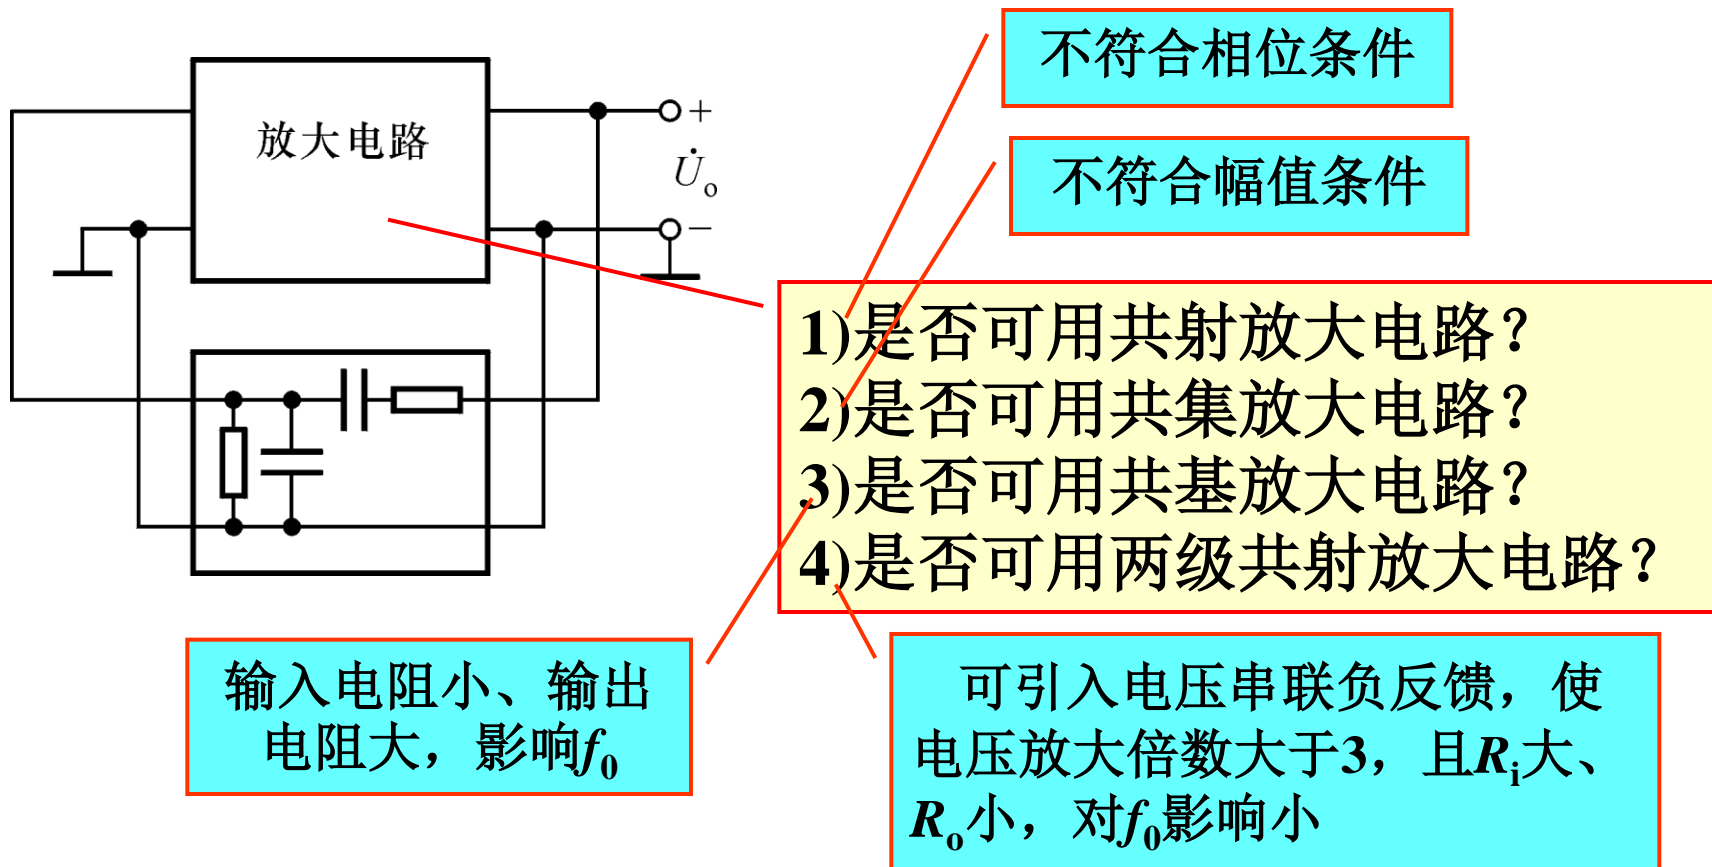 不符合相位条件
不符合幅值条件
放大电路
+
U̇o
−
1)是否可用共射放大电路?
2)是否可用共集放大电路?
3)是否可用共基放大电路?
4)是否可用两级共射放大电路?
输入电阻小、输出
电阻大，影响f0
可引入电压串联负反馈，使
电压放大倍数大于3，且Ri大、
Ro小，对f0影响小